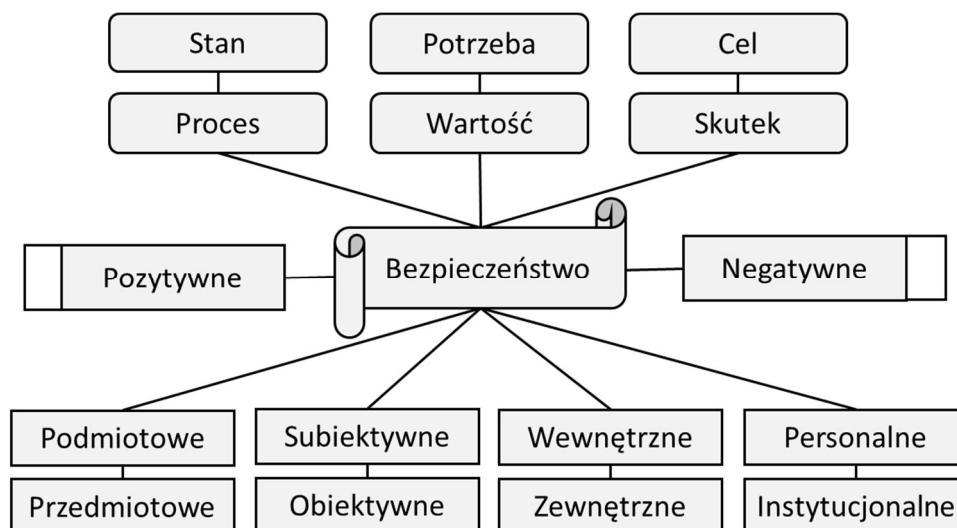 Stan
Potrzeba
Cel
Proces
Wartość
Skutek
Pozytywne
Bezpieczeństwo
Negatywne
Podmiotowe
Subiektywne
Wewnętrzne
Personalne
Przedmiotowe
Obiektywne
Zewnętrzne
Instytucjonalne